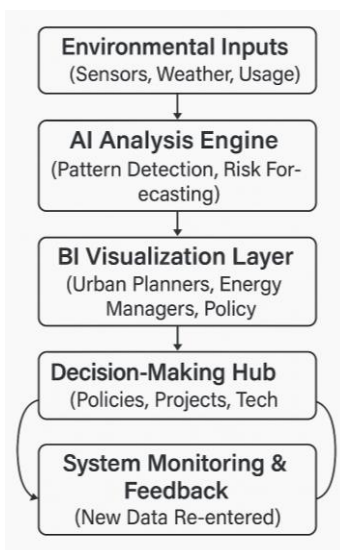 Environmental Inputs
(Sensors, Weather, Usage)
AI Analysis Engine
(Pattern Detection, Risk For-
ecasting)
BI Visualization Layer
(Urban Planners, Energy
Managers, Policy
Decision-Making Hub
(Policies, Projects, Tech
System Monitoring &
Feedback
(New Data Re-entered)